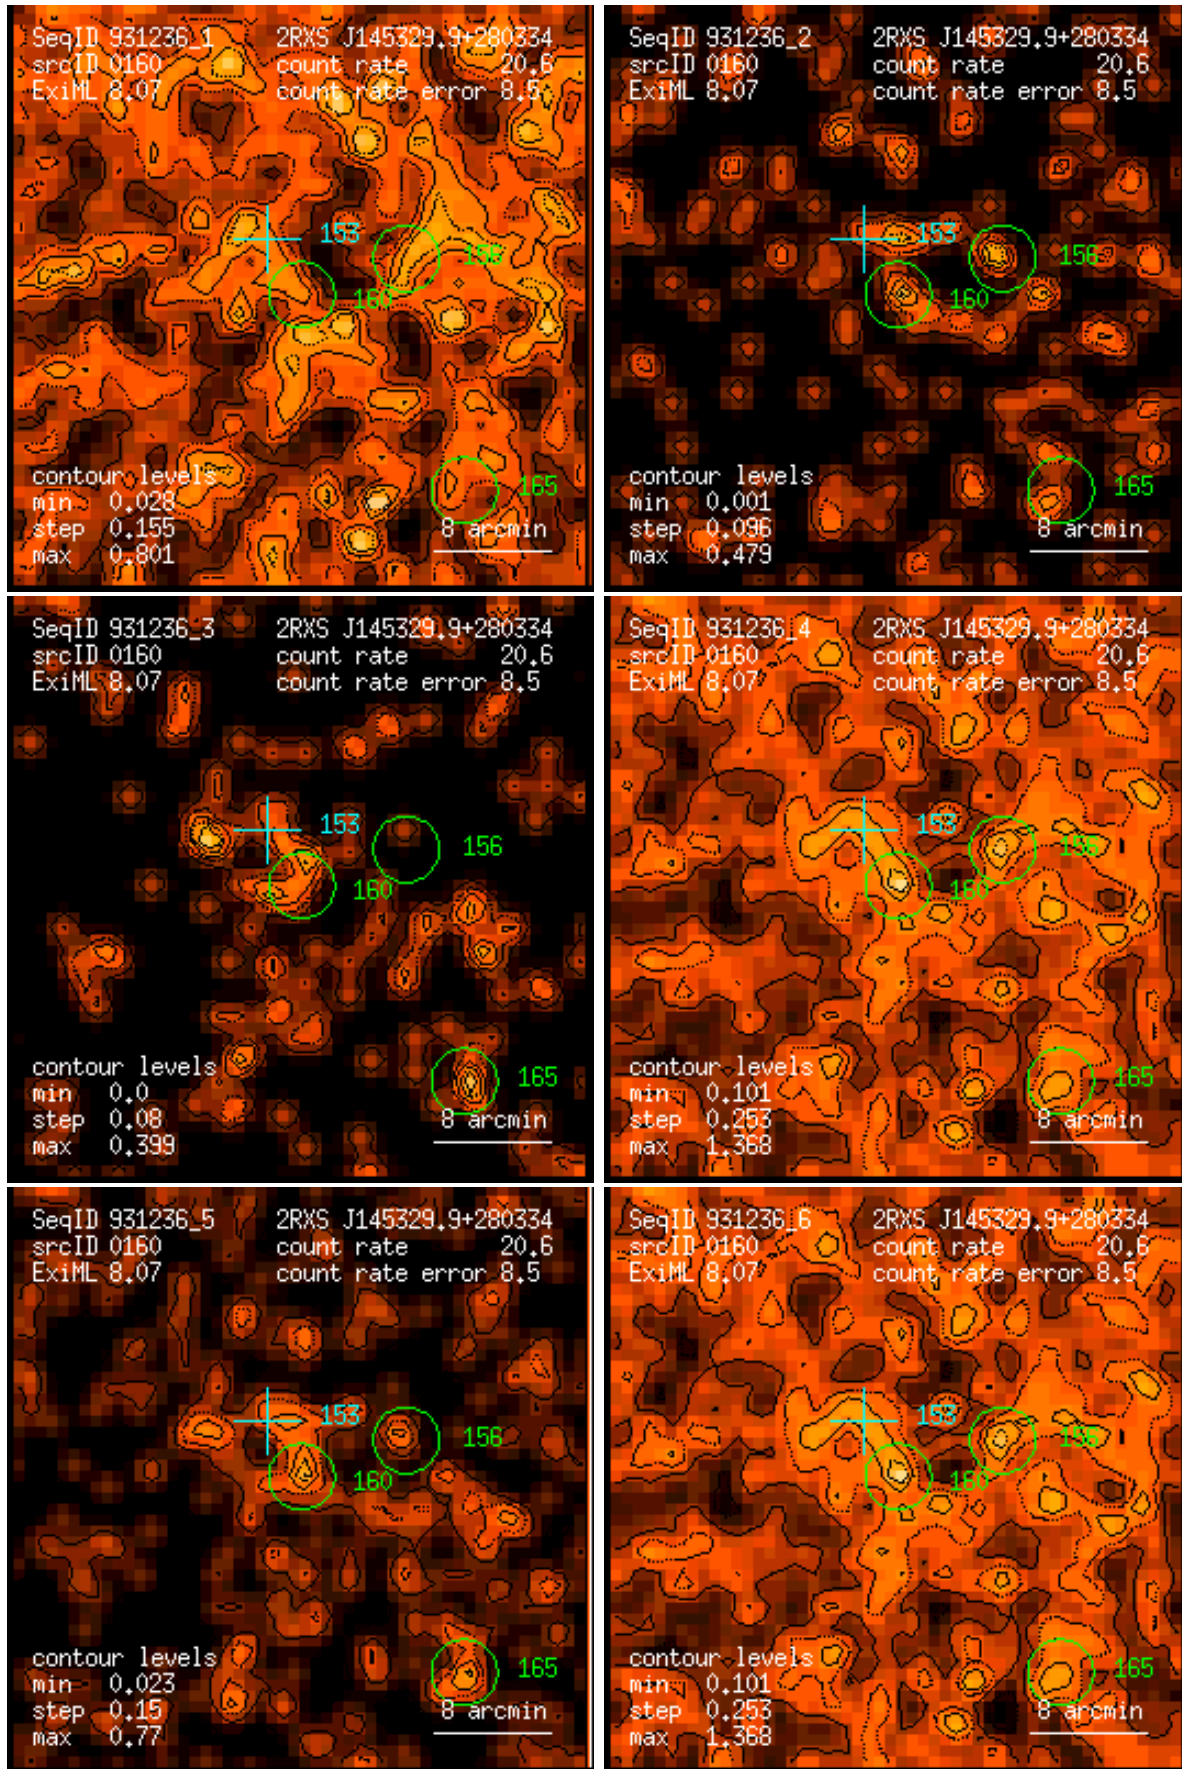 SeqID 931236_1 2RXS J145329.9+280334
srcID 0160 count rate 20.6
ExiML 8.07 count rate error 8.5
153
156
160
contour levels
min 0.028 165
step 0.155 8 arcmin
max 0.801
SeqID 931236_2 2RXS J145329.9+280334
srcID 0160 count rate 20.6
ExiML 8.07 count rate error 8.5
153
156
160
contour levels
min 0.001 165
step 0.096 8 arcmin
max 0.479
SeqID 931236_3 2RXS J145329.9+280334
srcID 0160 count rate 20.6
ExiML 8.07 count rate error 8.5
153
156
160
contour levels
min 0.0 165
step 0.08 8 arcmin
max 0.399
SeqID 931236_4 2RXS J145329.9+280334
srcID 0160 count rate 20.6
ExiML 8.07 count rate error 8.5
153
156
160
contour levels
min 0.101 165
step 0.253 8 arcmin
max 1.368
SeqID 931236_5 2RXS J145329.9+280334
srcID 0160 count rate 20.6
ExiML 8.07 count rate error 8.5
153
156
160
contour levels
min 0.023 165
step 0.15 8 arcmin
max 0.77
SeqID 931236_6 2RXS J145329.9+280334
srcID 0160 count rate 20.6
ExiML 8.07 count rate error 8.5
153
156
160
contour levels
min 0.101 165
step 0.253 8 arcmin
max 1.368